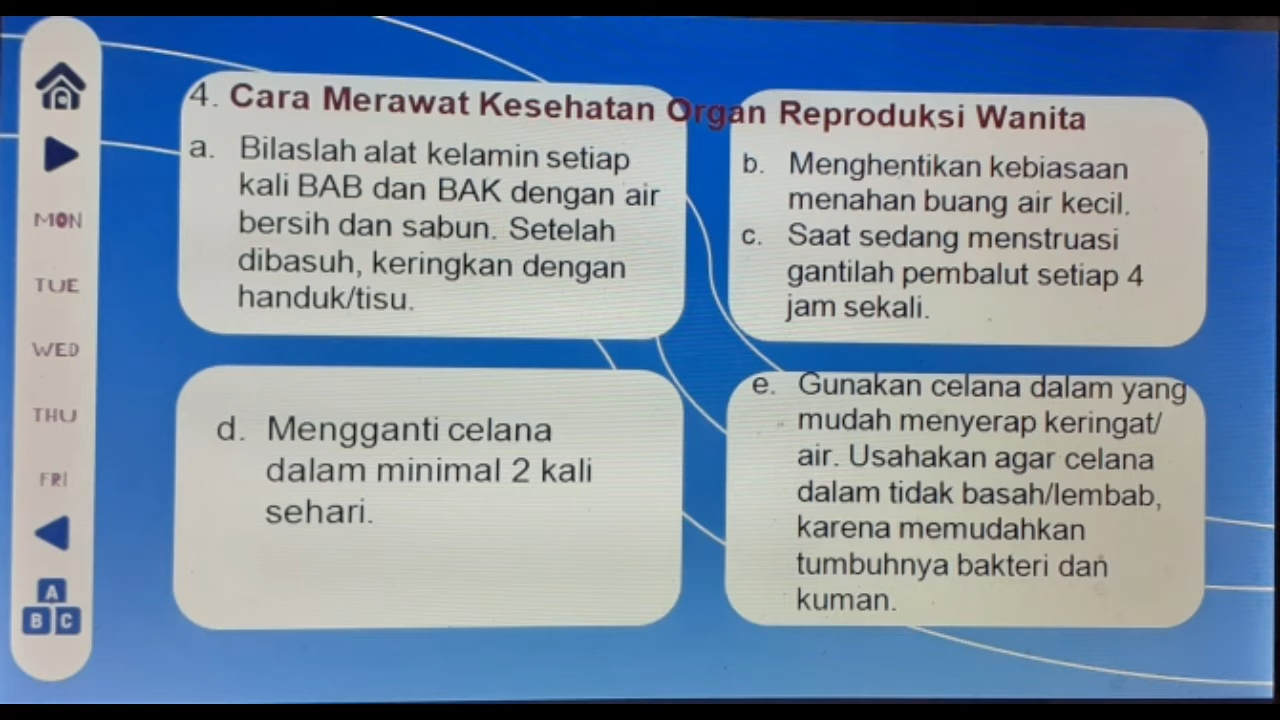 4. Cara Merawat Kesehatan Organ Reproduksi Wanita
a. Bilaslah alat kelamin setiap
kali BAB dan BAK dengan air
bersih dan sabun. Setelah
dibasuh, keringkan dengan
handuk/tisu.
b. Menghentikan kebiasaan
menahan buang air kecil.
c. Saat sedang menstruasi
gantilah pembalut setiap 4
jam sekali.
d. Mengganti celana
dalam minimal 2 kali
sehari.
e. Gunakan celana dalam yang
mudah menyerap keringat/
air. Usahakan agar celana
dalam tidak basah/lembab,
karena memudahkan
tumbuhnya bakteri dan
kuman.
MON
TUE
WED
THU
FRI
A
B C